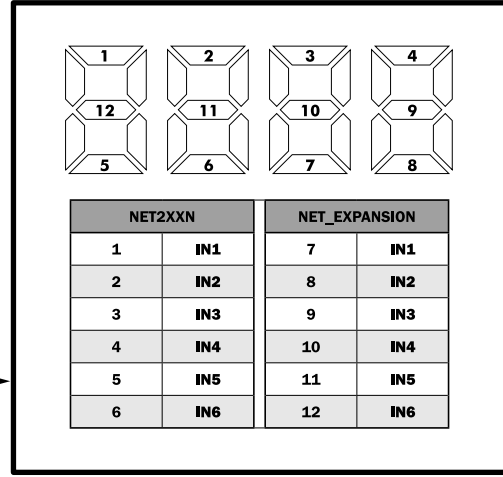 1 2 3 4
12 11 10 9
5 6 7 8
NET2XXN NET_EXPANSION
1 IN1 7 IN1
2 IN2 8 IN2
3 IN3 9 IN3
4 IN4 10 IN4
5 IN5 11 IN5
6 IN6 12 IN6